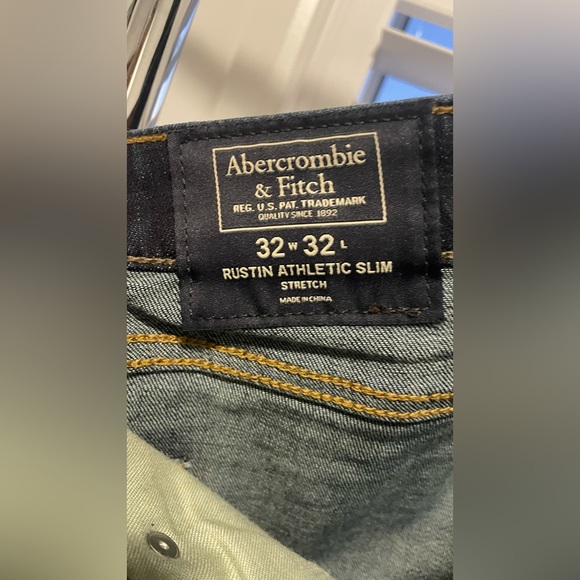 Abercrombie
& Fitch
REG. U.S. PAT. TRADEMARK
QUALITY SINCE 1892
32 W 32 L
RUSTIN ATHLETIC SLIM
STRETCH
MADE IN CHINA